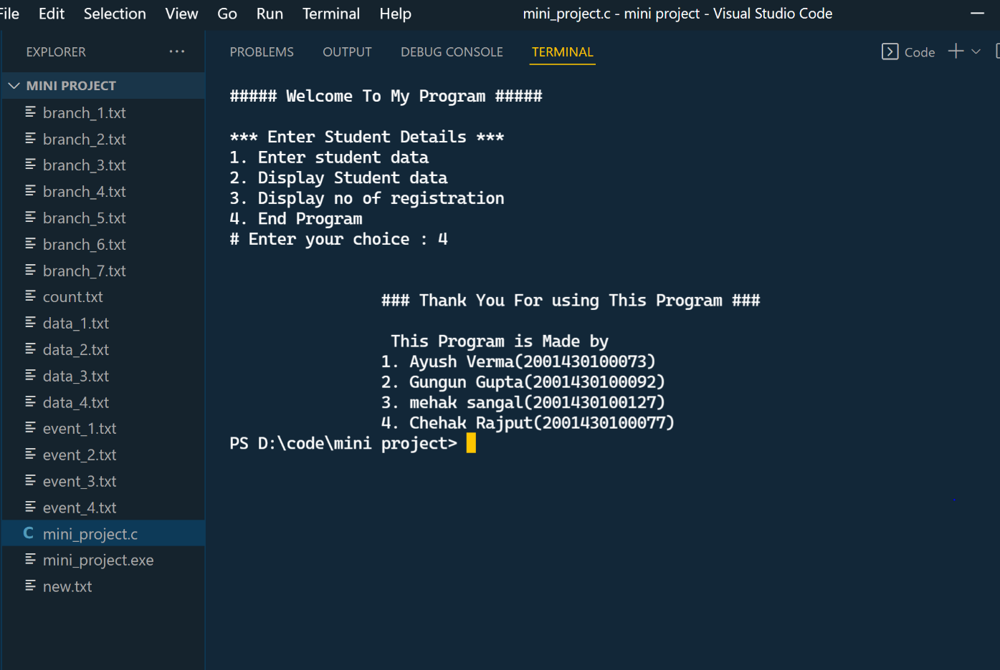 File Edit Selection View Go Run Terminal Help mini_project.c - mini project - Visual Studio Code
EXPLORER
MINI PROJECT
branch_1.txt
branch_2.txt
branch_3.txt
branch_4.txt
branch_5.txt
branch_6.txt
branch_7.txt
count.txt
data_1.txt
data_2.txt
data_3.txt
data_4.txt
event_1.txt
event_2.txt
event_3.txt
event_4.txt
C mini_project.c
mini_project.exe
new.txt
PROBLEMS OUTPUT DEBUG CONSOLE TERMINAL Code
##### Welcome To My Program #####
*** Enter Student Details ***
1. Enter student data
2. Display Student data
3. Display no of registration
4. End Program
# Enter your choice : 4
### Thank You For using This Program ###
This Program is Made by
1. Ayush Verma(2001430100073)
2. Gungun Gupta(2001430100092)
3. mehak sangal(2001430100127)
4. Chehak Rajput(2001430100077)
PS D:\code\mini project>